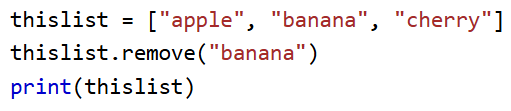 thislist = ["apple", "banana", "cherry"]
thislist.remove("banana")
print(thislist)